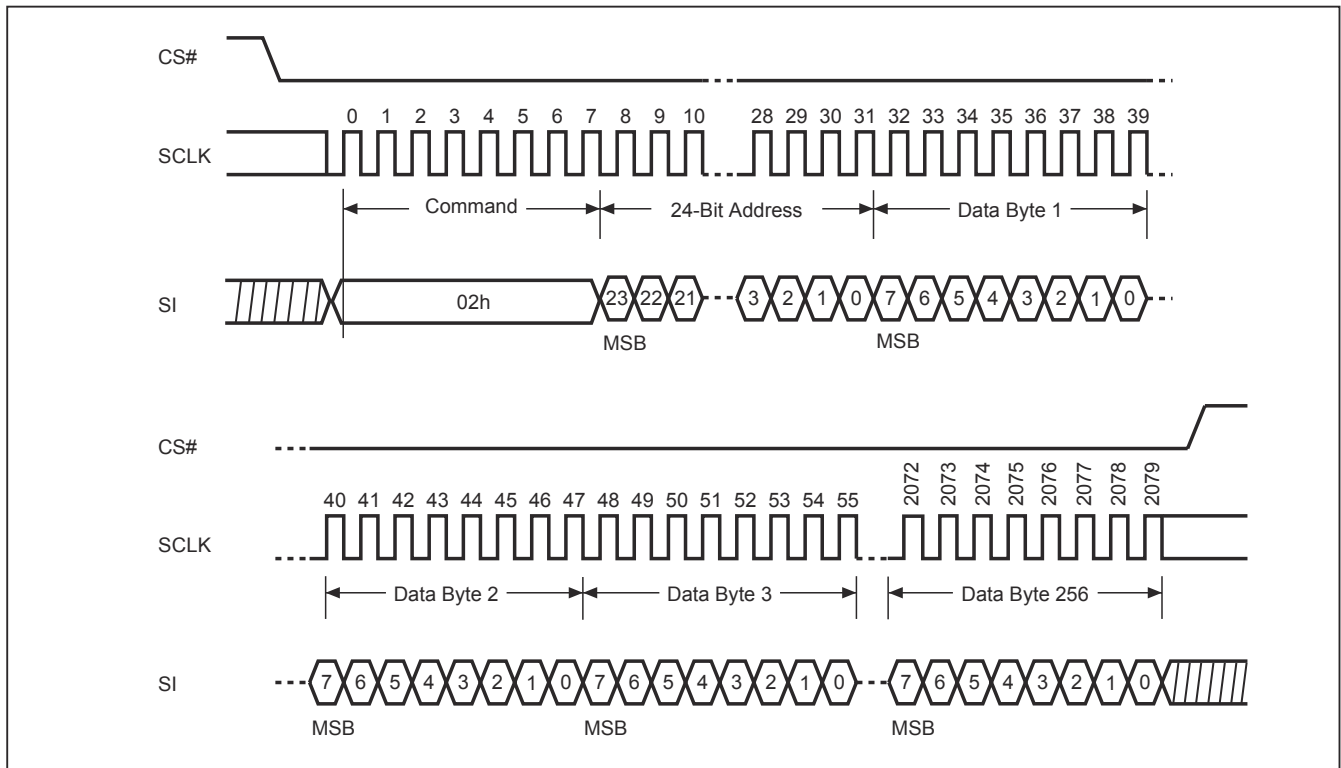 CS#
0 1 2 3 4 5 6 7 8 9 10 28 29 30 31 32 33 34 35 36 37 38 39
SCLK
Command 24-Bit Address Data Byte 1
SI 02h 23 22 21 3 2 1 0 7 6 5 4 3 2 1 0
MSB MSB
CS#
40 41 42 43 44 45 46 47 48 49 50 51 52 53 54 55 2072 2073 2074 2075 2076 2077 2078 2079
SCLK
Data Byte 2 Data Byte 3 Data Byte 256
SI 7 6 5 4 3 2 1 0 7 6 5 4 3 2 1 0 7 6 5 4 3 2 1 0
MSB MSB MSB